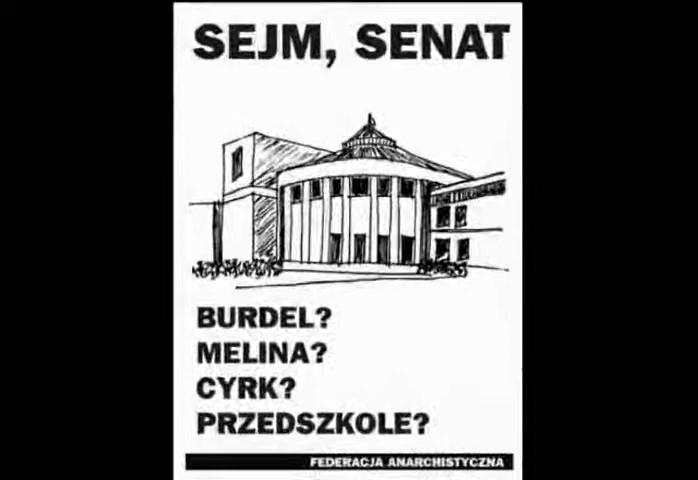 SEJM, SENAT
BURDEL?
MELINA?
CYRK?
PRZEDSZKOLE?
FEDERACJA ANARCHISTYCZNA